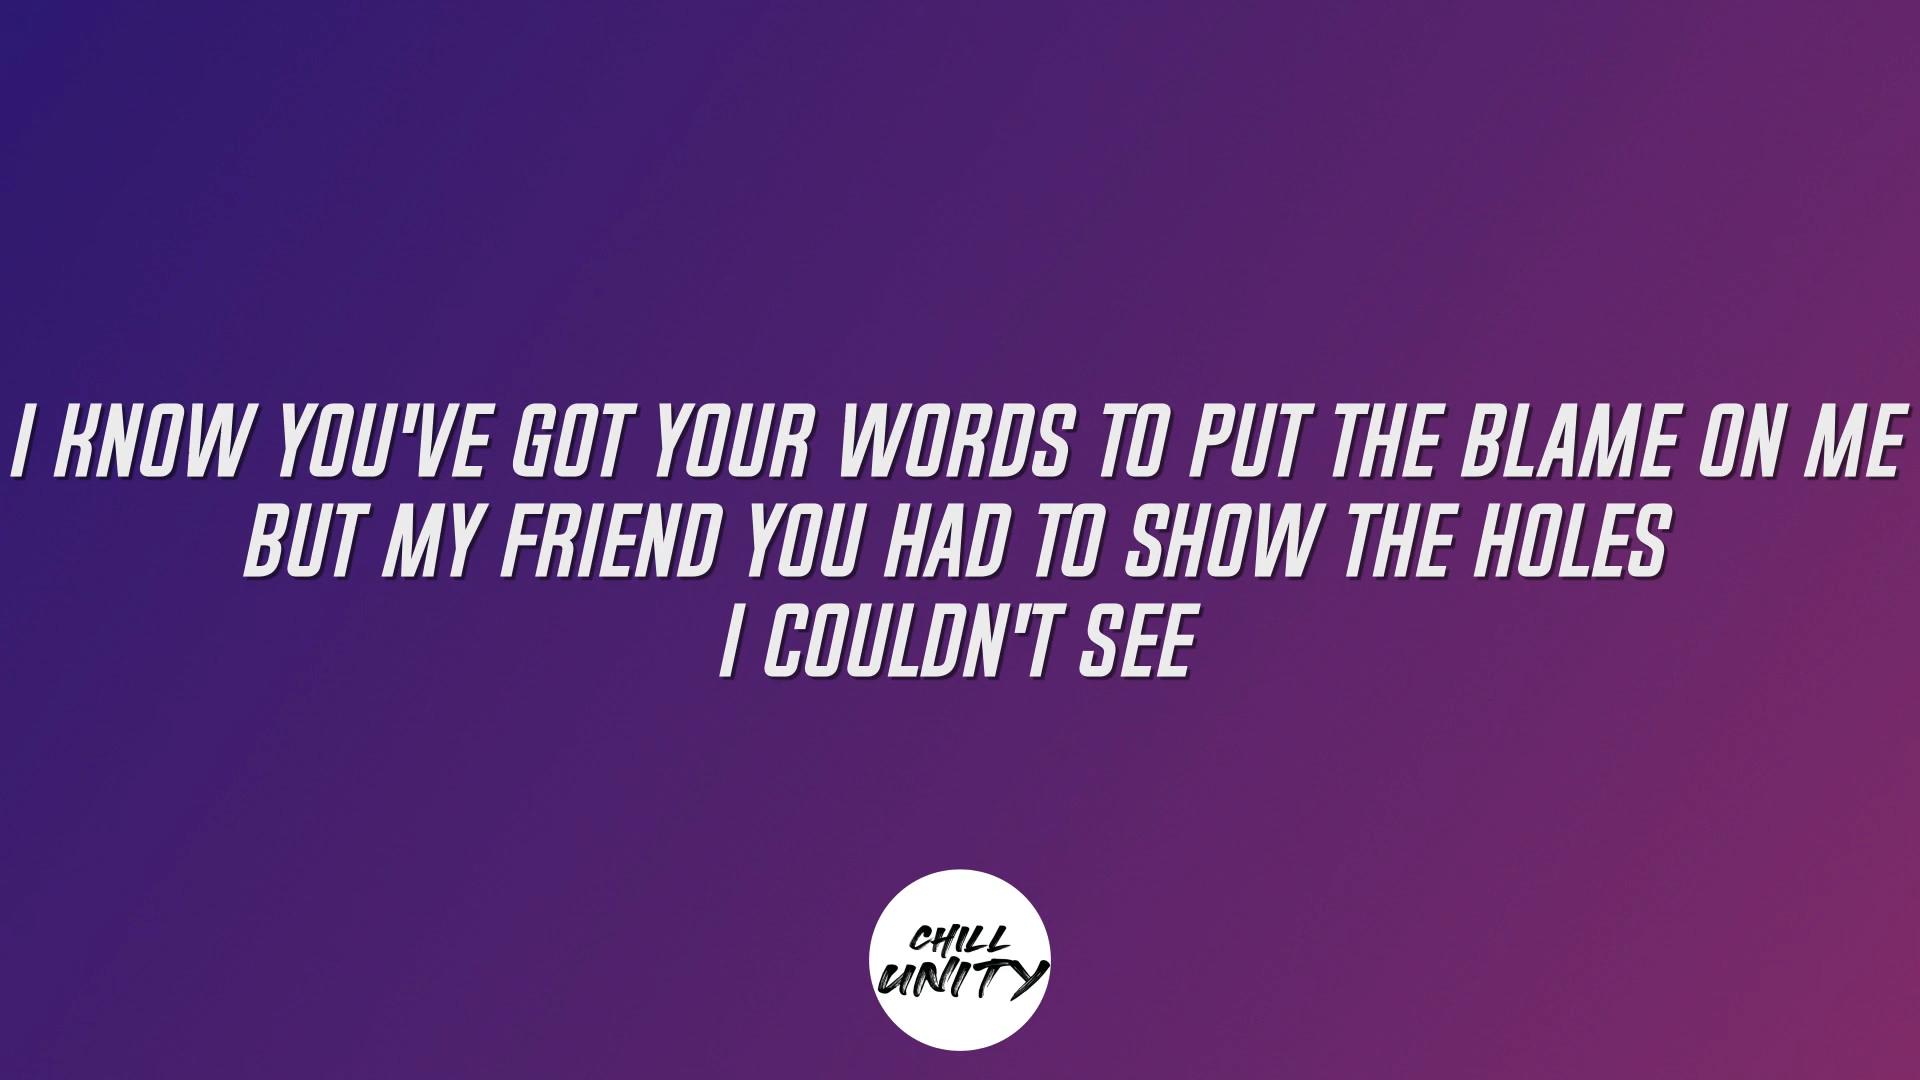 I KNOW YOU'VE GOT YOUR WORDS TO PUT THE BLAME ON ME
BUT MY FRIEND YOU HAD TO SHOW THE HOLES
I COULDN'T SEE
CHILL
UNITY